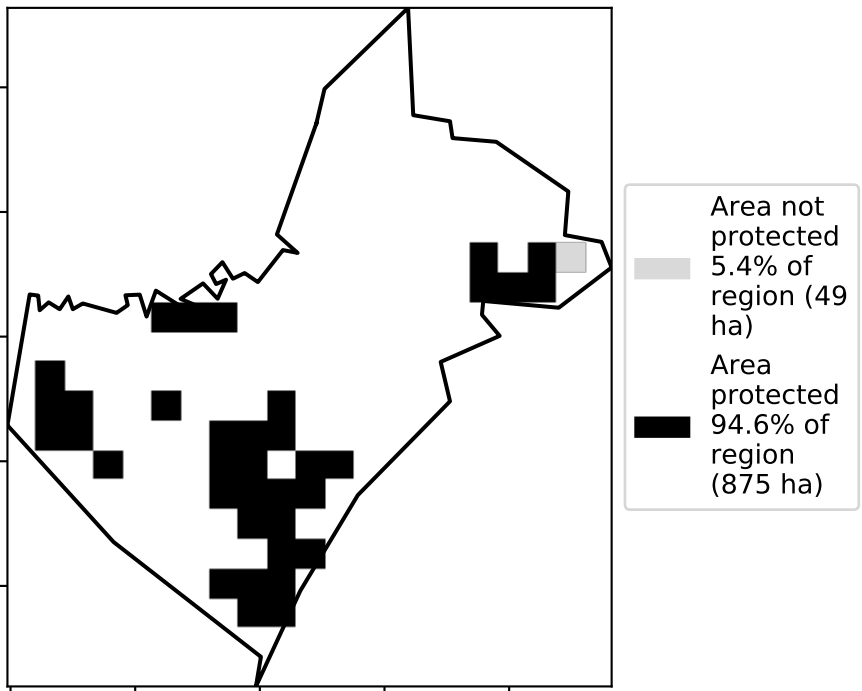 Area not
protected
5.4% of
region (49
ha)
Area
protected
94.6% of
region
(875 ha)